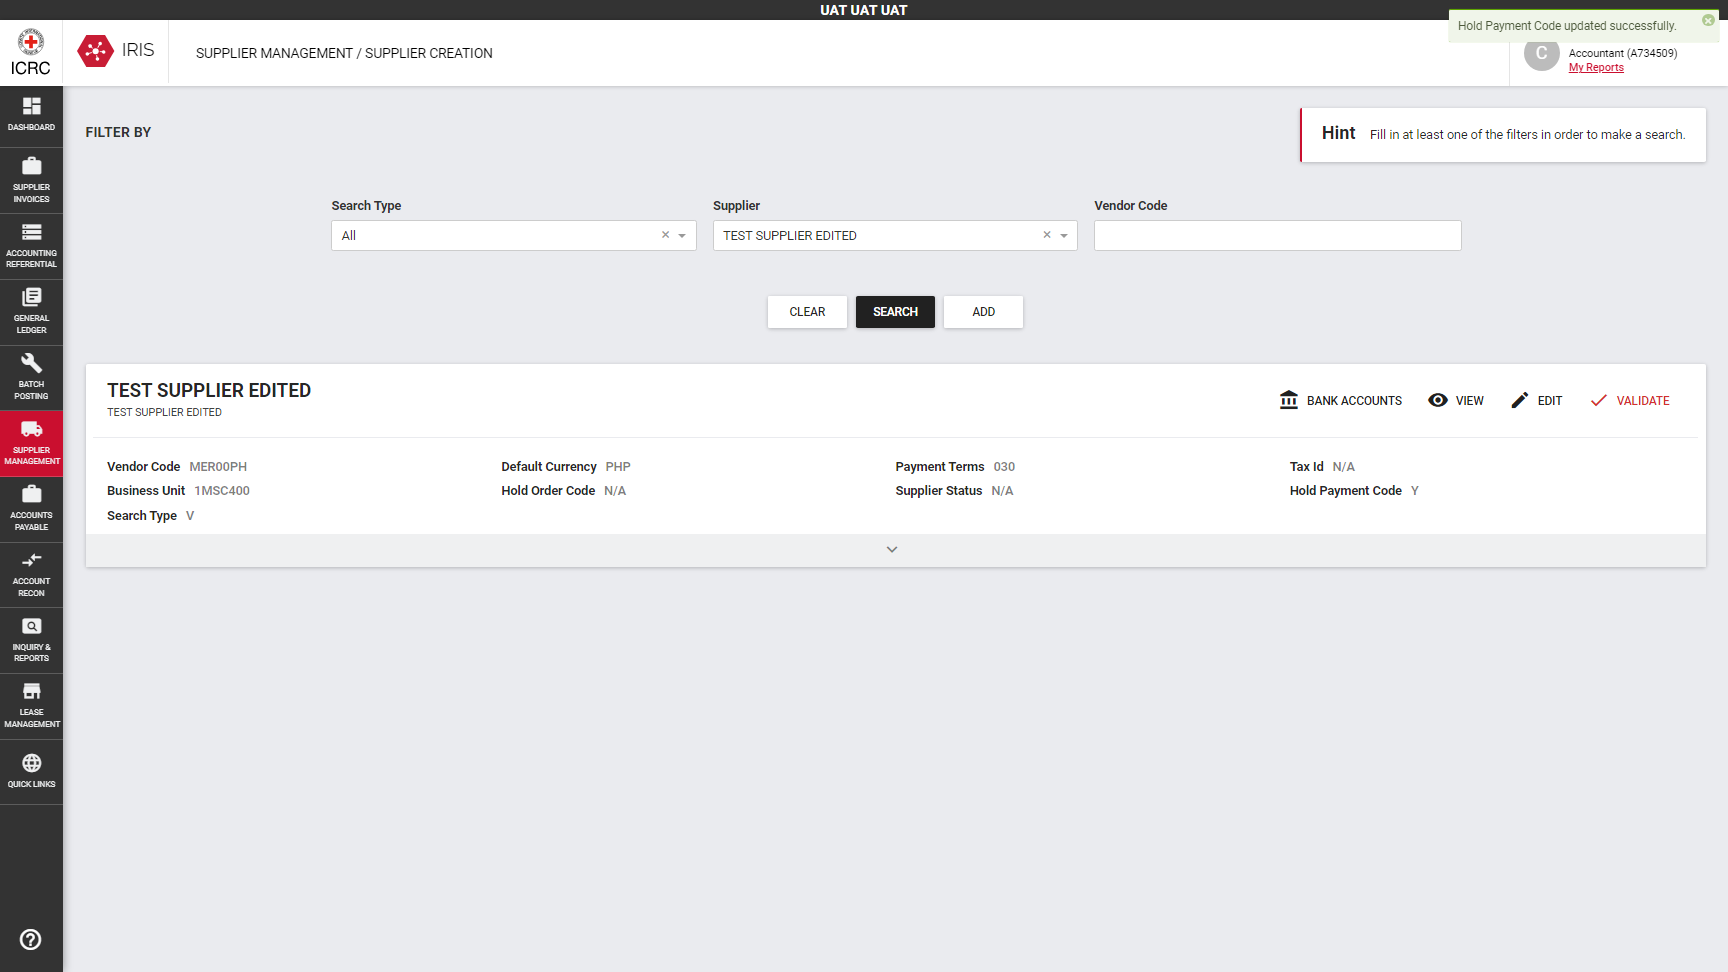 UAT UAT UAT
Hold Payment Code updated successfully.
ICRC
IRIS
SUPPLIER MANAGEMENT / SUPPLIER CREATION
C
Accountant (A734509)
My Reports
DASHBOARD
SUPPLIER
INVOICES
ACCOUNTING
REFERENTIAL
GENERAL
LEDGER
BATCH
POSTING
SUPPLIER
MANAGEMENT
ACCOUNTS
PAYABLE
ACCOUNT
RECON
INQUIRY &
REPORTS
LEASE
MANAGEMENT
QUICK LINKS
FILTER BY
Hint Fill in at least one of the filters in order to make a search.
Search Type
All
Supplier
TEST SUPPLIER EDITED
Vendor Code
CLEAR
SEARCH
ADD
TEST SUPPLIER EDITED
TEST SUPPLIER EDITED
BANK ACCOUNTS
VIEW
EDIT
VALIDATE
Vendor Code MER00PH
Default Currency PHP
Payment Terms 030
Tax Id N/A
Business Unit 1MSC400
Hold Order Code N/A
Supplier Status N/A
Hold Payment Code Y
Search Type V